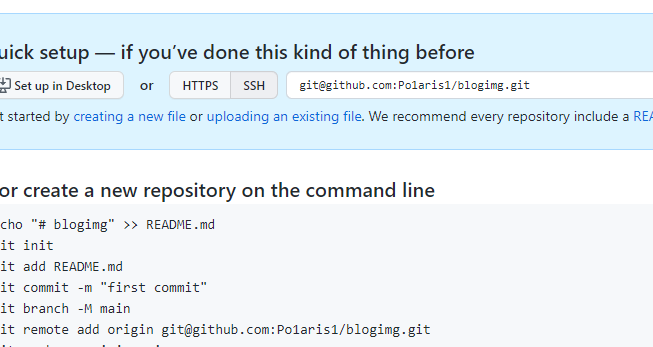 uick setup — if you’ve done this kind of thing before
Set up in Desktop or HTTPS SSH git@github.com:Po1aris1/blogimg.git
t started by creating a new file or uploading an existing file. We recommend every repository include a REA
or create a new repository on the command line
cho "# blogimg" >> README.md
it init
it add README.md
it commit -m "first commit"
it branch -M main
it remote add origin git@github.com:Po1aris1/blogimg.git